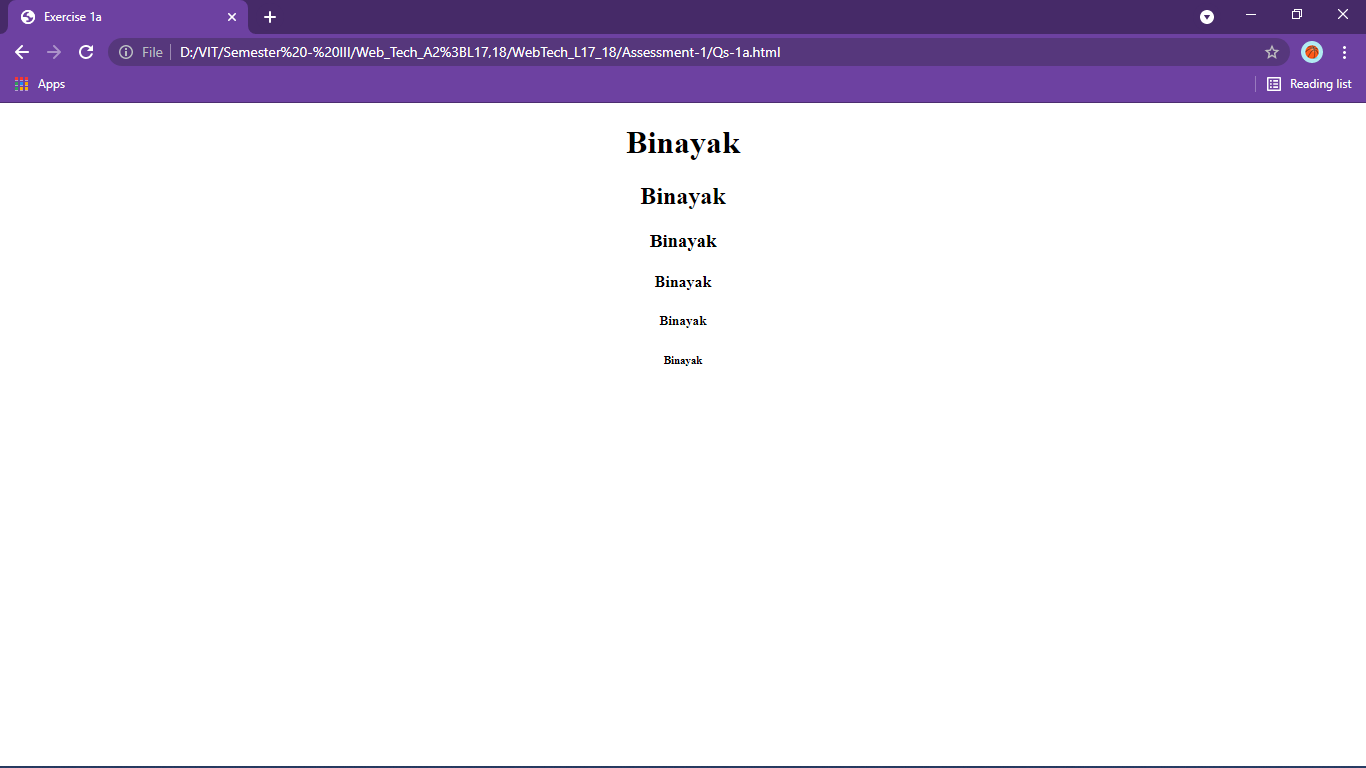 Exercise 1a
File D:/VIT/Semester%20-%20III/Web_Tech_A2%3BL17,18/WebTech_L17_18/Assessment-1/Qs-1a.html
Apps Reading list
Binayak
Binayak
Binayak
Binayak
Binayak
Binayak